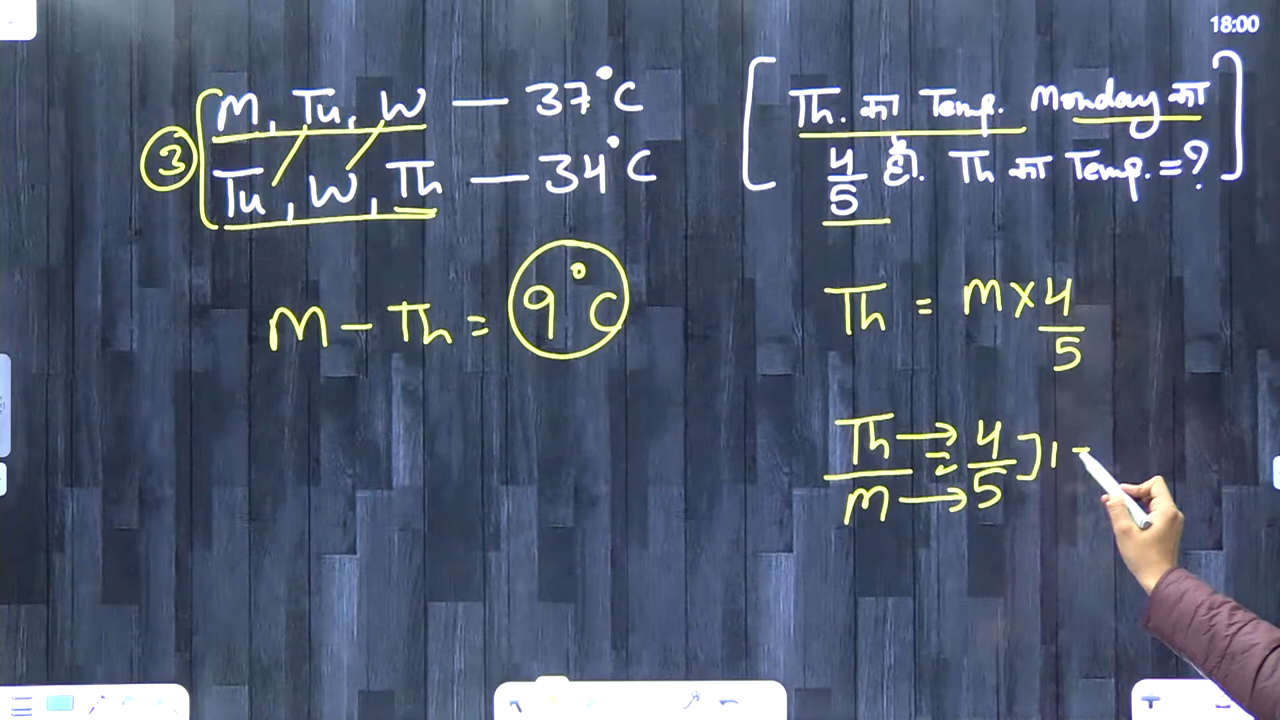 18:00
③ M, Tu, W — 37°C
Tu, W, Th — 34°C
[Th. का Temp. Monday का
4/5 हो. Th का Temp. = ?]
M - Th = 9°C
Th = M × 4/5
Th → = 4
M → 5 ] 1 -